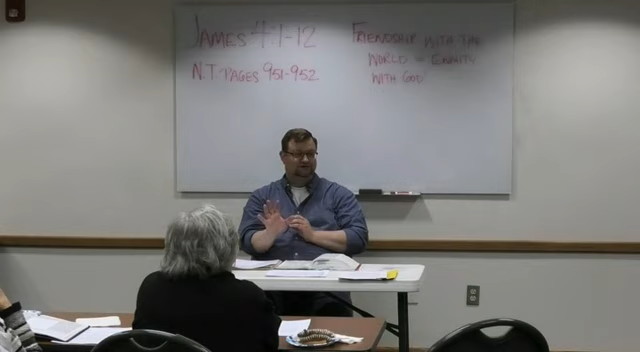 James 4:1-12
N.T. Pages 951-952
Friendship with the
World = Enmity
with God